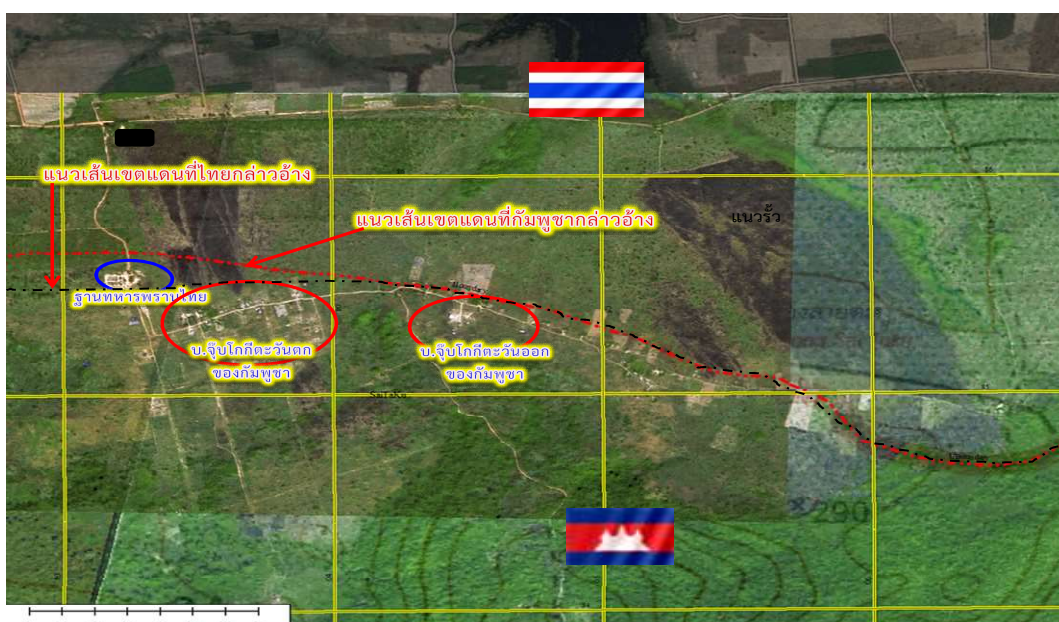 แนวเส้นเขตแดนที่ไทยกล่าวอ้าง
แนวรั้ว
แนวเส้นเขตแดนที่กัมพูชากล่าวอ้าง
ฐานทหารพรานไทย
บ.จุ๊บโกกีตะวันตก
ของกัมพูชา
บ.จุ๊บโกกีตะวันออก
ของกัมพูชา
290